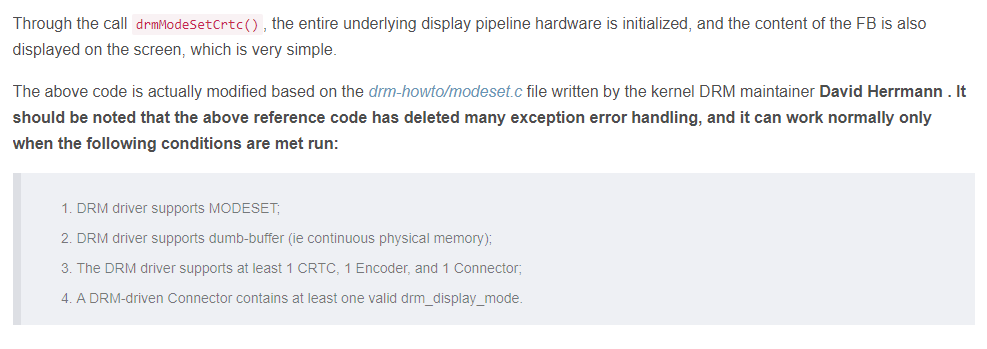 Through the call drmModeSetCrtc() , the entire underlying display pipeline hardware is initialized, and the content of the FB is also
displayed on the screen, which is very simple.
The above code is actually modified based on the drm-howto/modeset.c file written by the kernel DRM maintainer David Herrmann . It
should be noted that the above reference code has deleted many exception error handling, and it can work normally only
when the following conditions are met run:
1. DRM driver supports MODESET;
2. DRM driver supports dumb-buffer (ie continuous physical memory);
3. The DRM driver supports at least 1 CRTC, 1 Encoder, and 1 Connector;
4. A DRM-driven Connector contains at least one valid drm_display_mode.